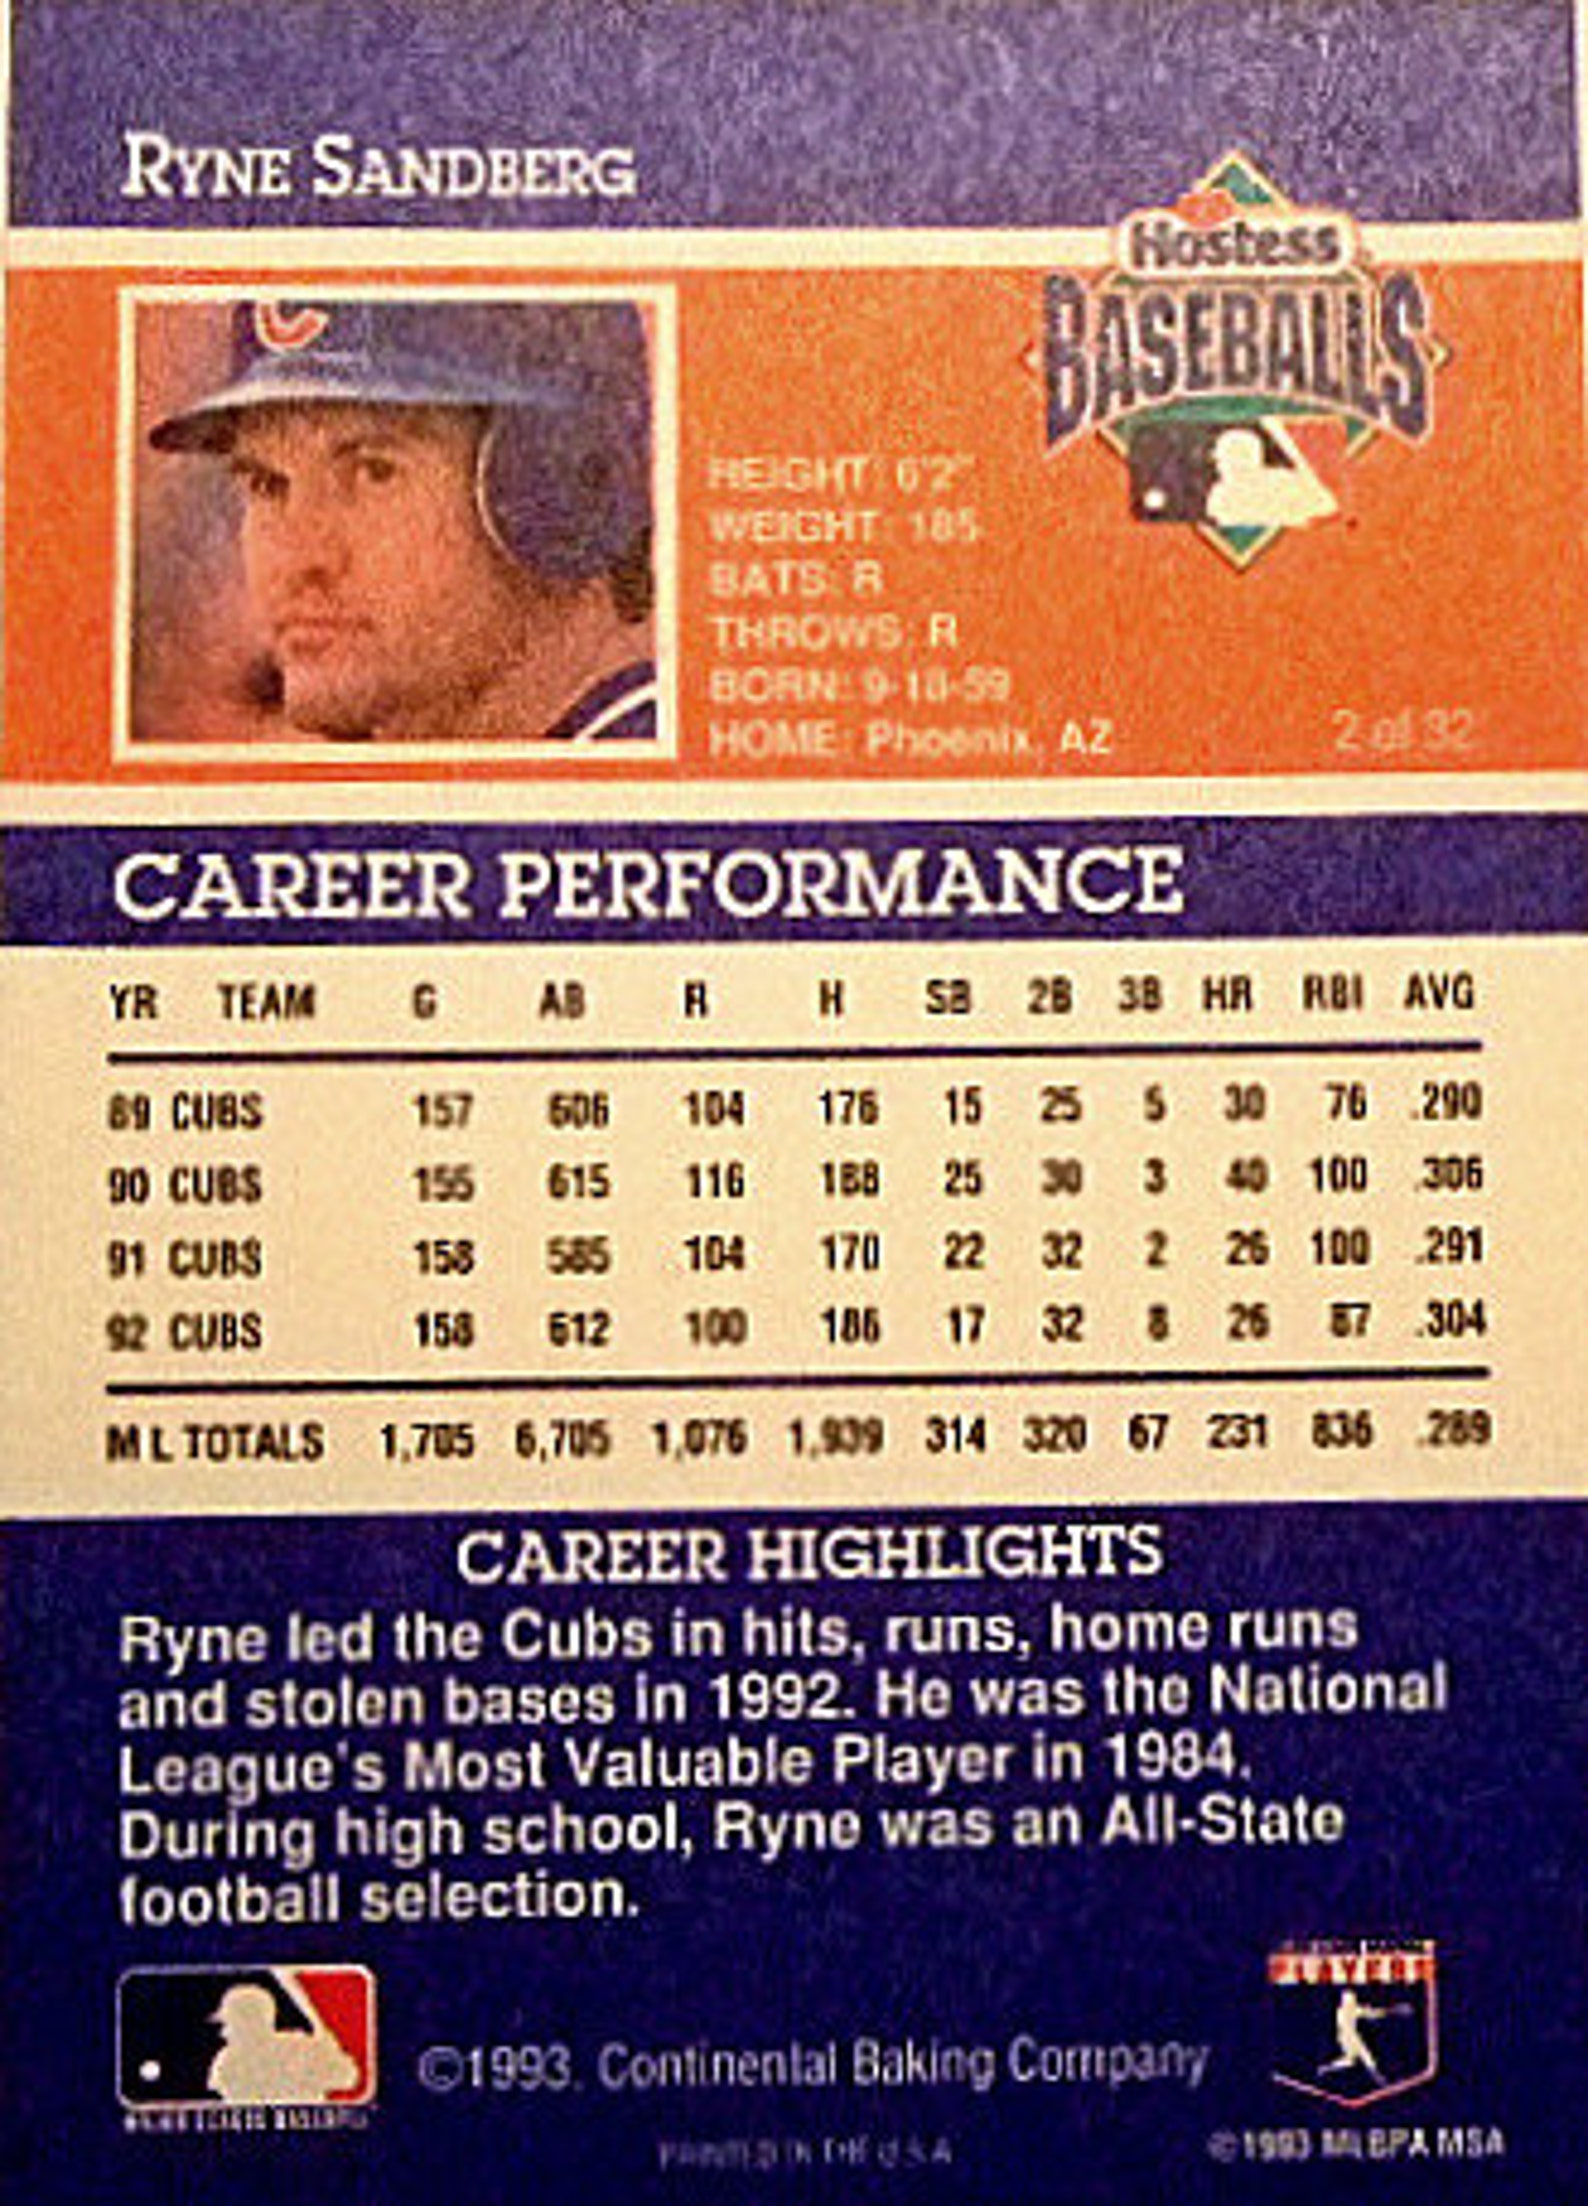 RYNE SANDBERG
Hostess
BASEBALLS
HEIGHT: 6'2"
WEIGHT: 185
BATS: R
THROWS: R
BORN: 9-18-59
HOME: Phoenix, AZ
2 of 32
CAREER PERFORMANCE
YR TEAM G AB R H SB 2B 3B HR RBI AVG
89 CUBS 157 606 104 176 15 25 5 30 76 .290
90 CUBS 155 615 116 188 25 30 3 40 100 .306
91 CUBS 158 585 104 170 22 32 2 26 100 .291
92 CUBS 158 612 100 186 17 32 8 26 87 .304
M L TOTALS 1,705 6,705 1,076 1,939 314 320 67 231 836 .289
CAREER HIGHLIGHTS
Ryne led the Cubs in hits, runs, home runs
and stolen bases in 1992. He was the National
League's Most Valuable Player in 1984.
During high school, Ryne was an All-State
football selection.
©1993, Continental Baking Company
MAJOR LEAGUE BASEBALL
PRINTED IN THE U.S.A.
©1993 MLBPA MSA